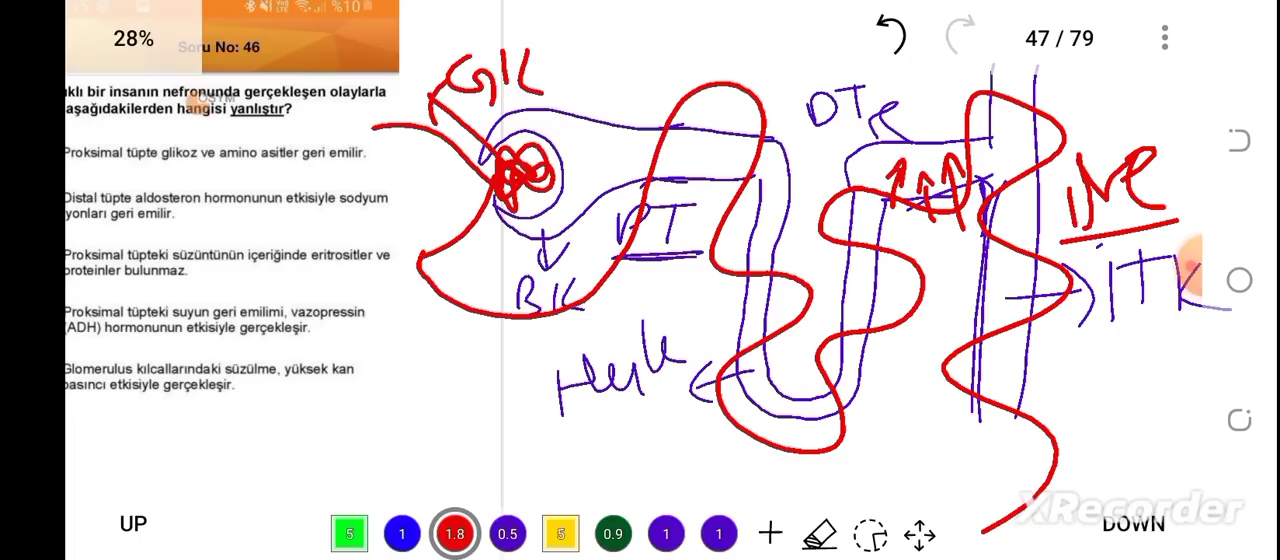 %10
28%
Soru No: 46
47 / 79
ıklı bir insanın nefronunda gerçekleşen olaylarla
aşağıdakilerden hangisi yanlıştır?
ÖSYM
Proksimal tüpte glikoz ve amino asitler geri emilir.
Distal tüpte aldosteron hormonunun etkisiyle sodyum
yonları geri emilir.
Proksimal tüpteki süzüntünün içeriğinde eritrositler ve
proteinler bulunmaz.
Proksimal tüpteki suyun geri emilimi, vazopressin
(ADH) hormonunun etkisiyle gerçekleşir.
Glomerulus kılcallarındaki süzülme, yüksek kan
basıncı etkisiyle gerçekleşir.
GK
DT
PT
BK
Henle
İTK
UP
5
1
1.8
0.5
5
0.9
1
1
DOWN
XRecorder